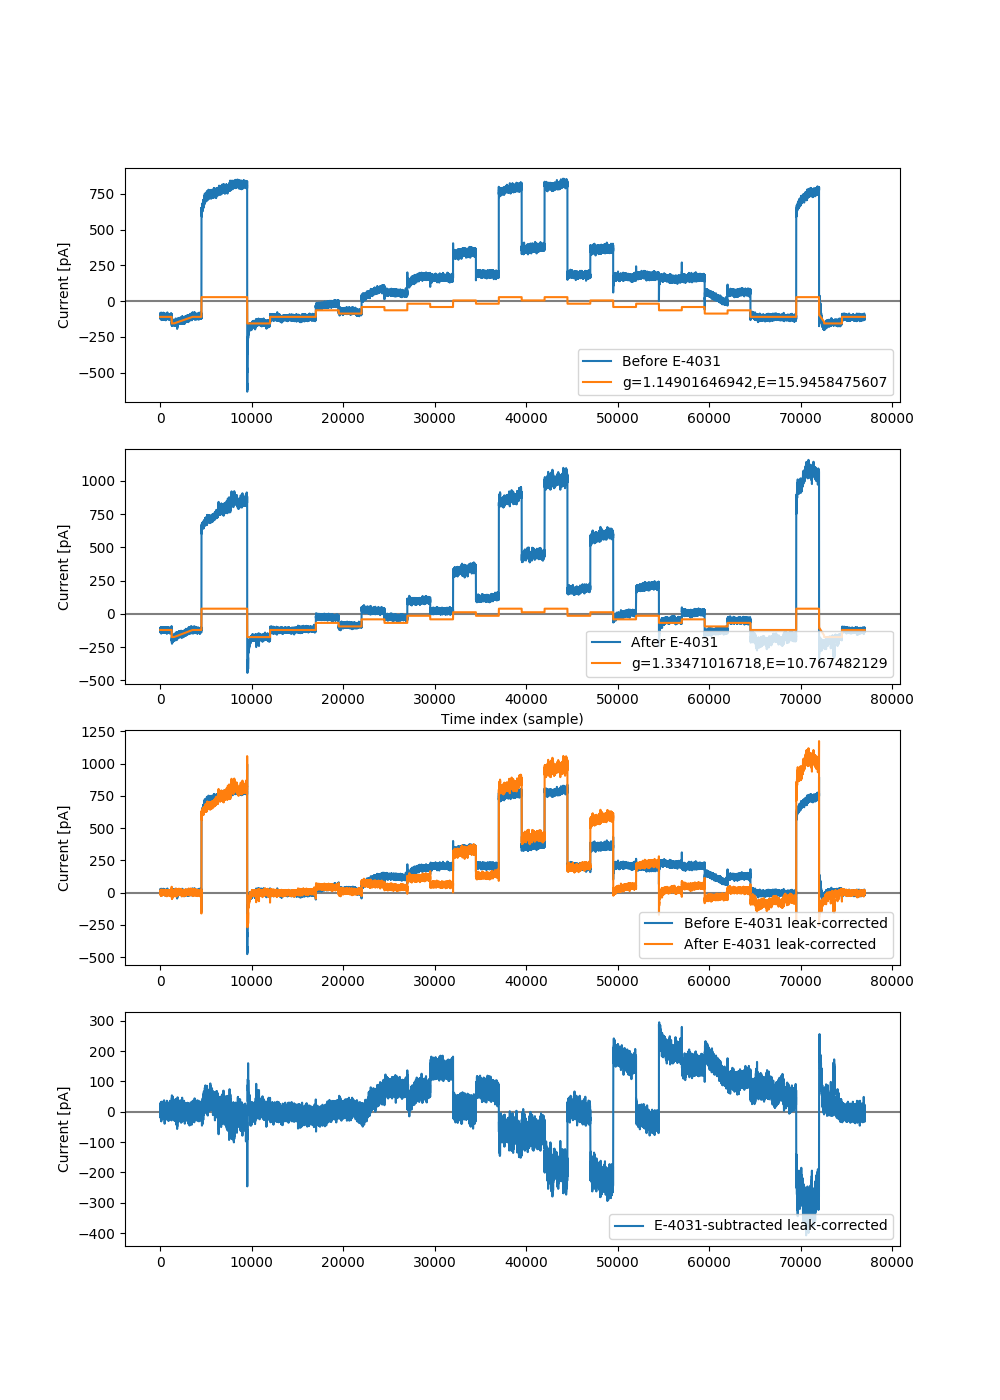 750
500
250
0
−250
−500
Current [pA]
Before E-4031
g=1.14901646942,E=15.9458475607
0 10000 20000 30000 40000 50000 60000 70000 80000
1000
750
500
250
0
−250
−500
Current [pA]
After E-4031
g=1.33471016718,E=10.767482129
0 10000 20000 30000 40000 50000 60000 70000 80000
Time index (sample)
1250
1000
750
500
250
0
−250
−500
Current [pA]
Before E-4031 leak-corrected
After E-4031 leak-corrected
0 10000 20000 30000 40000 50000 60000 70000 80000
300
200
100
0
−100
−200
−300
−400
Current [pA]
E-4031-subtracted leak-corrected
0 10000 20000 30000 40000 50000 60000 70000 80000